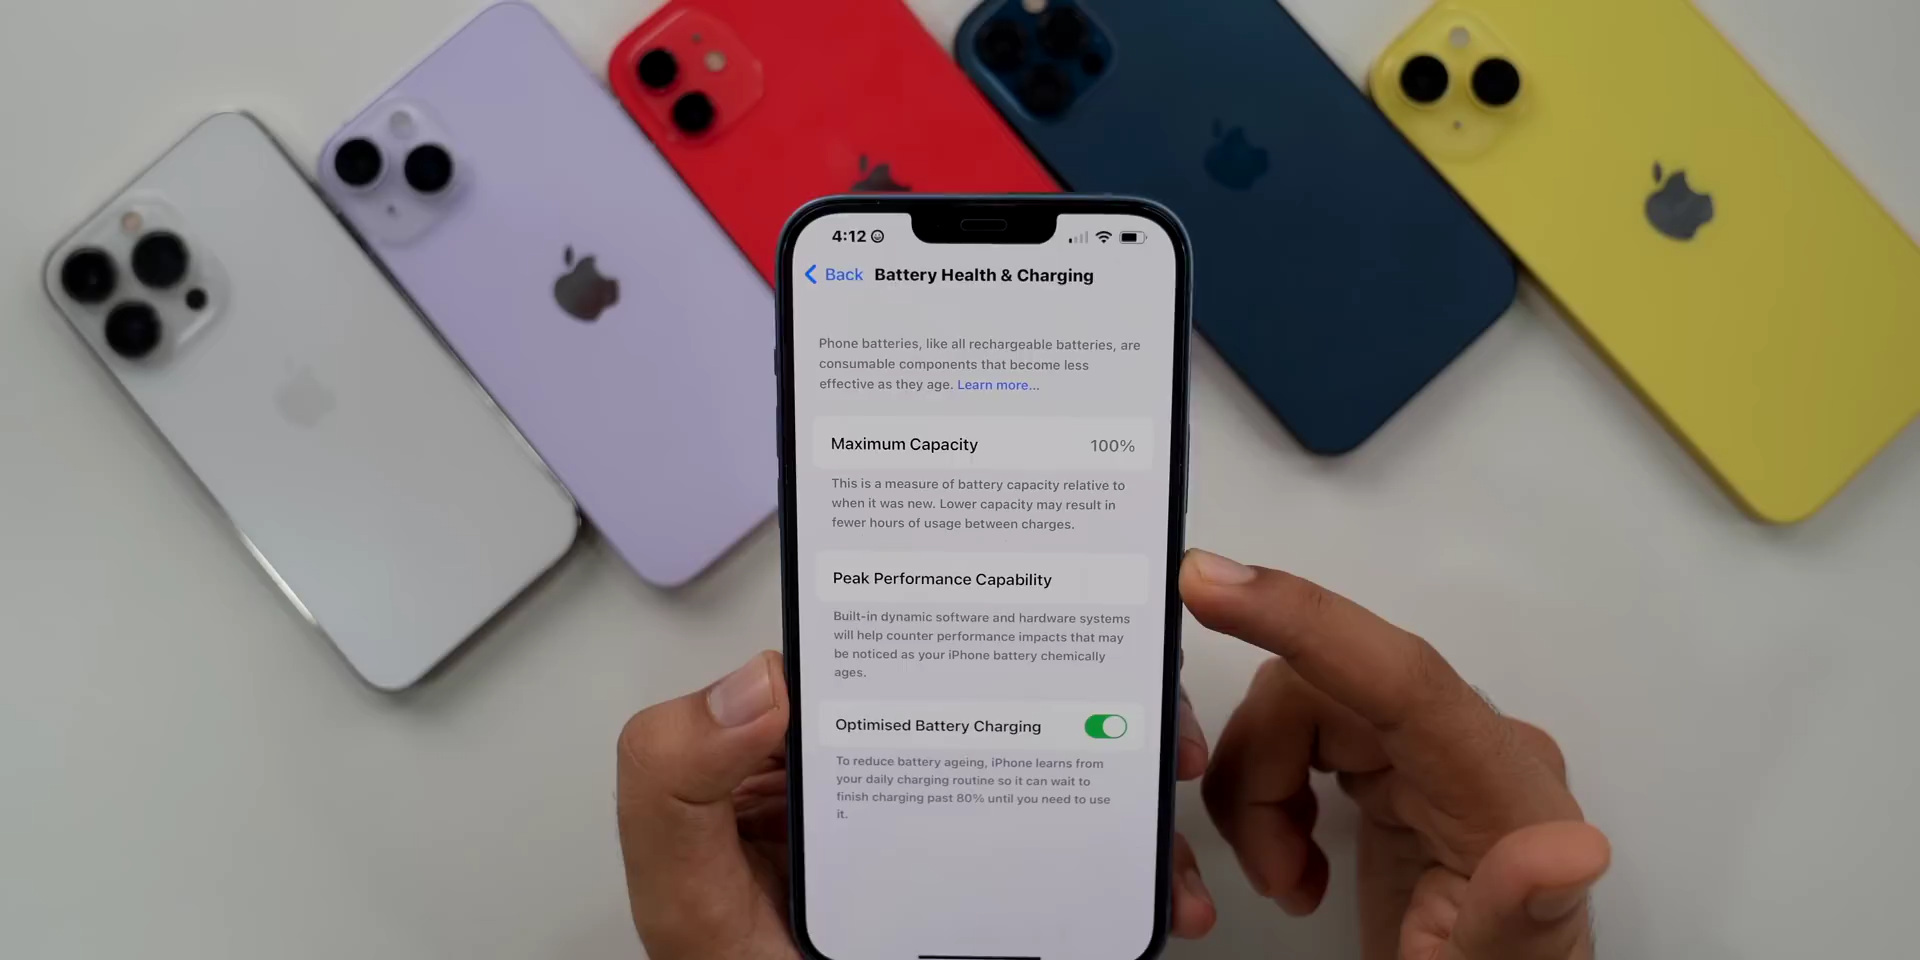 4:12
Back Battery Health & Charging
Phone batteries, like all rechargeable batteries, are
consumable components that become less
effective as they age. Learn more...
Maximum Capacity 100%
This is a measure of battery capacity relative to
when it was new. Lower capacity may result in
fewer hours of usage between charges.
Peak Performance Capability
Built-in dynamic software and hardware systems
will help counter performance impacts that may
be noticed as your iPhone battery chemically
ages.
Optimised Battery Charging
To reduce battery ageing, iPhone learns from
your daily charging routine so it can wait to
finish charging past 80% until you need to use
it.